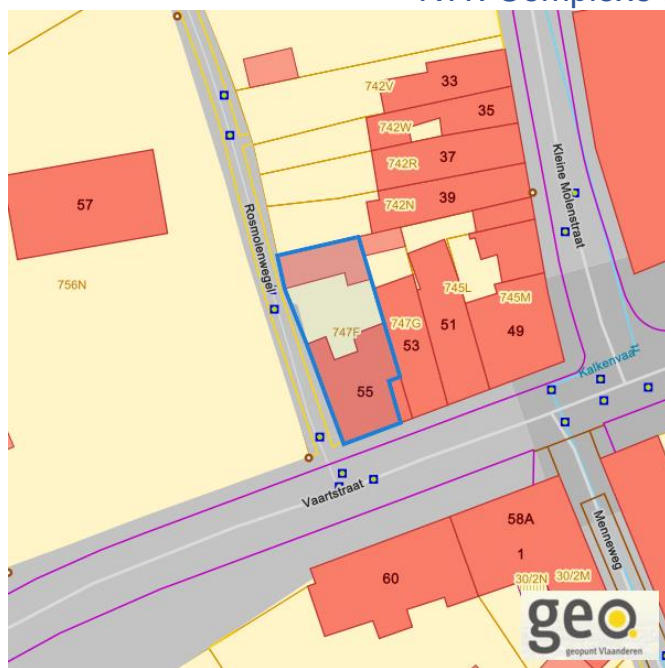 742V
33
742W
35
742R
37
742N
39
57
756N
Rosmolenwegel
Kleine Molenstraat
745L
745M
747F
747G
53
51
49
55
Kalkenvaa
Vaartstraat
58A
1
60
30/2N
30/2M
Menneweg
geo
geopunt Vlaanderen